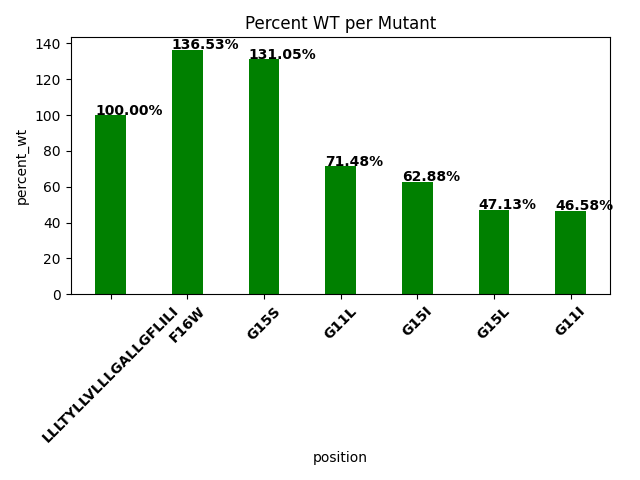 Percent WT per Mutant
percent_wt
140
120
100
80
60
40
20
0
100.00%
136.53%
131.05%
71.48%
62.88%
47.13%
46.58%
LLLTYLLVLLLGALLGFLILI
F16W
G15S
G11L
G15I
G15L
G11I
position